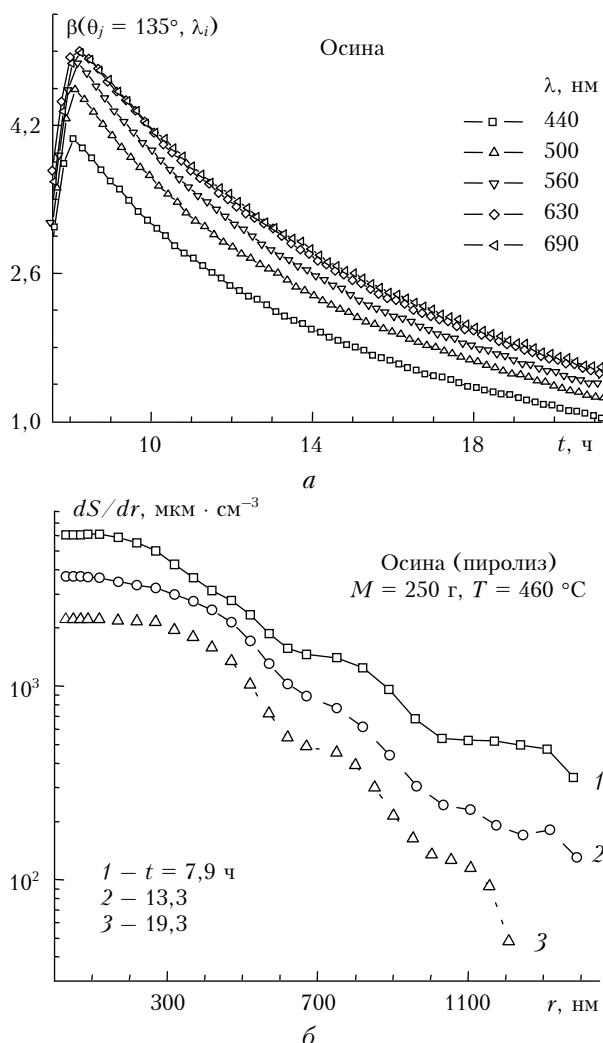 β(θj = 135°, λi)
Осина
λ, нм
440
500
560
630
690
4,2
2,6
1,0
10
14
18
t, ч
а
dS/dr, мкм · см⁻³
Осина (пиролиз)
M = 250 г, T = 460 °C
10³
10²
1
2
3
1 – t = 7,9 ч
2 – 13,3
3 – 19,3
300
700
1100
r, нм
б